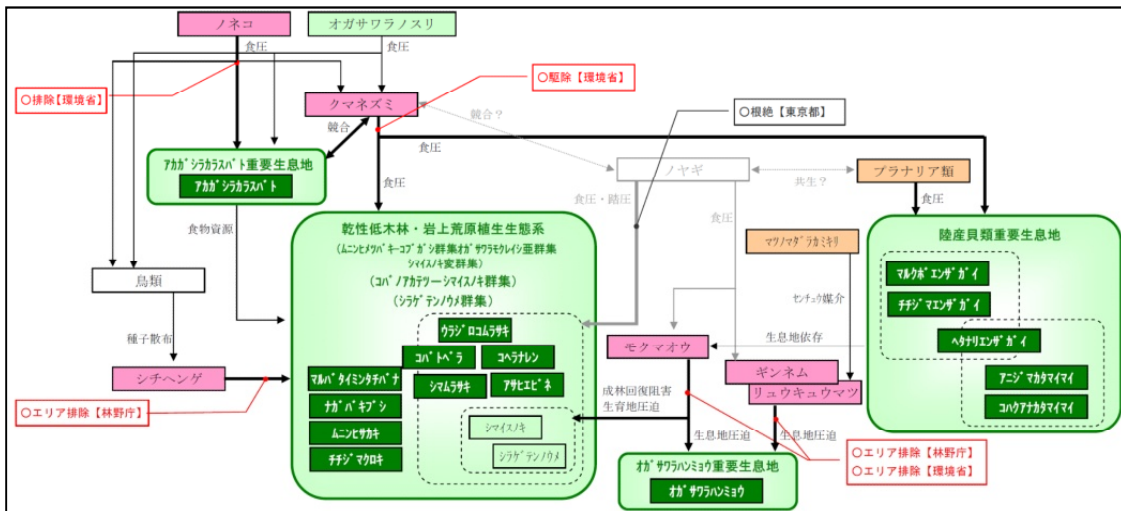 ノネコ
オガサワラノスリ
食圧
食圧
○排除【環境省】
○駆除【環境省】
クマネズミ
競合？
○根絶【東京都】
競合
食圧
アカガシラカラスバト重要生息地
アカガシラカラスバト
ノヤギ
共生？
プラナリア類
食圧
食圧・踏圧
食圧
食圧
食物資源
乾性低木林・岩上荒原植生生態系
(ムニンヒメツバキーコブガシ群集オガサワラモクレイシ亜群集
シマイスノキ変群集)
(コバノアカテツーシマイスノキ群集)
(シラゲテンノウメ群集)
マツノマダラカミキリ
陸産貝類重要生息地
マルクボエンザガイ
チチジマエンザガイ
鳥類
センチュウ媒介
ウラジロコムラサキ
ヘタナリエンザガイ
コバトベラ
コヘラナレン
モクマオウ
生息地依存
種子散布
シチヘンゲ
マルバタイミンタチバナ
シマムラサキ
アサヒエビネ
ギンネム
リュウキュウマツ
アニジマカタマイマイ
ナガバキブシ
コハクアナカタマイマイ
○エリア排除【林野庁】
成林回復阻害
生育地圧迫
ムニンヒサカキ
シマイスノキ
チチジマクロキ
シラゲテンノウメ
生息地圧迫
生息地圧迫
○エリア排除【林野庁】
○エリア排除【環境省】
オガサワラハンミョウ重要生息地
オガサワラハンミョウ